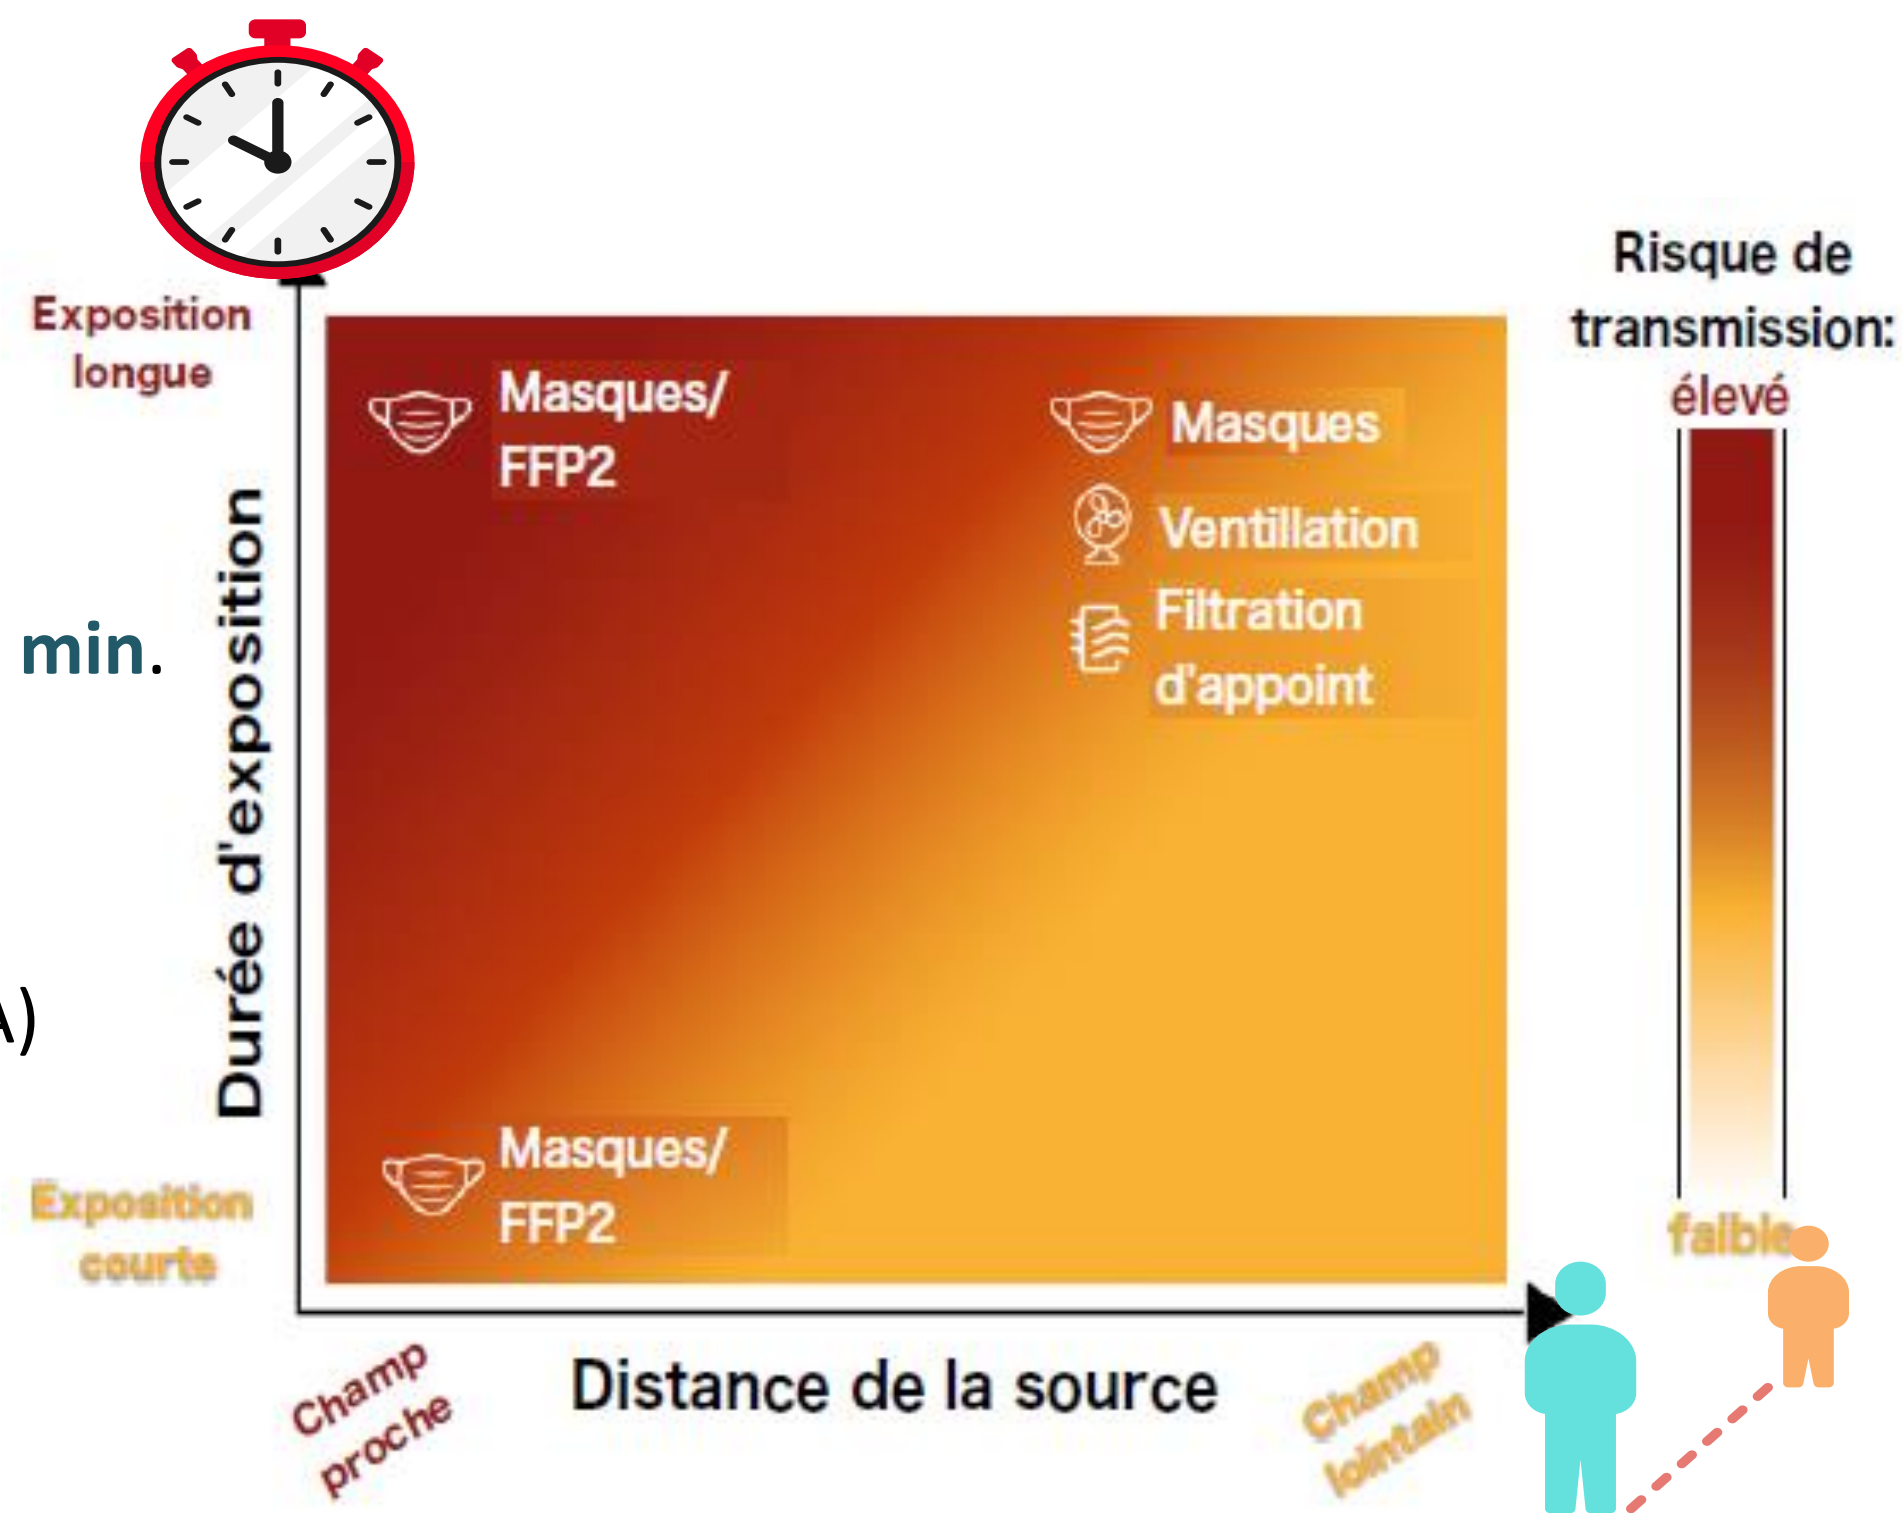 Exposition
longue
Risque de
transmission:
élevé
Masques/
FFP2
Masques
Ventillation
Filtration
d'appoint
Durée d'exposition
min.
A)
Masques/
FFP2
Exposition
courte
faible
Champ
proche
Distance de la source
Champ
lointain